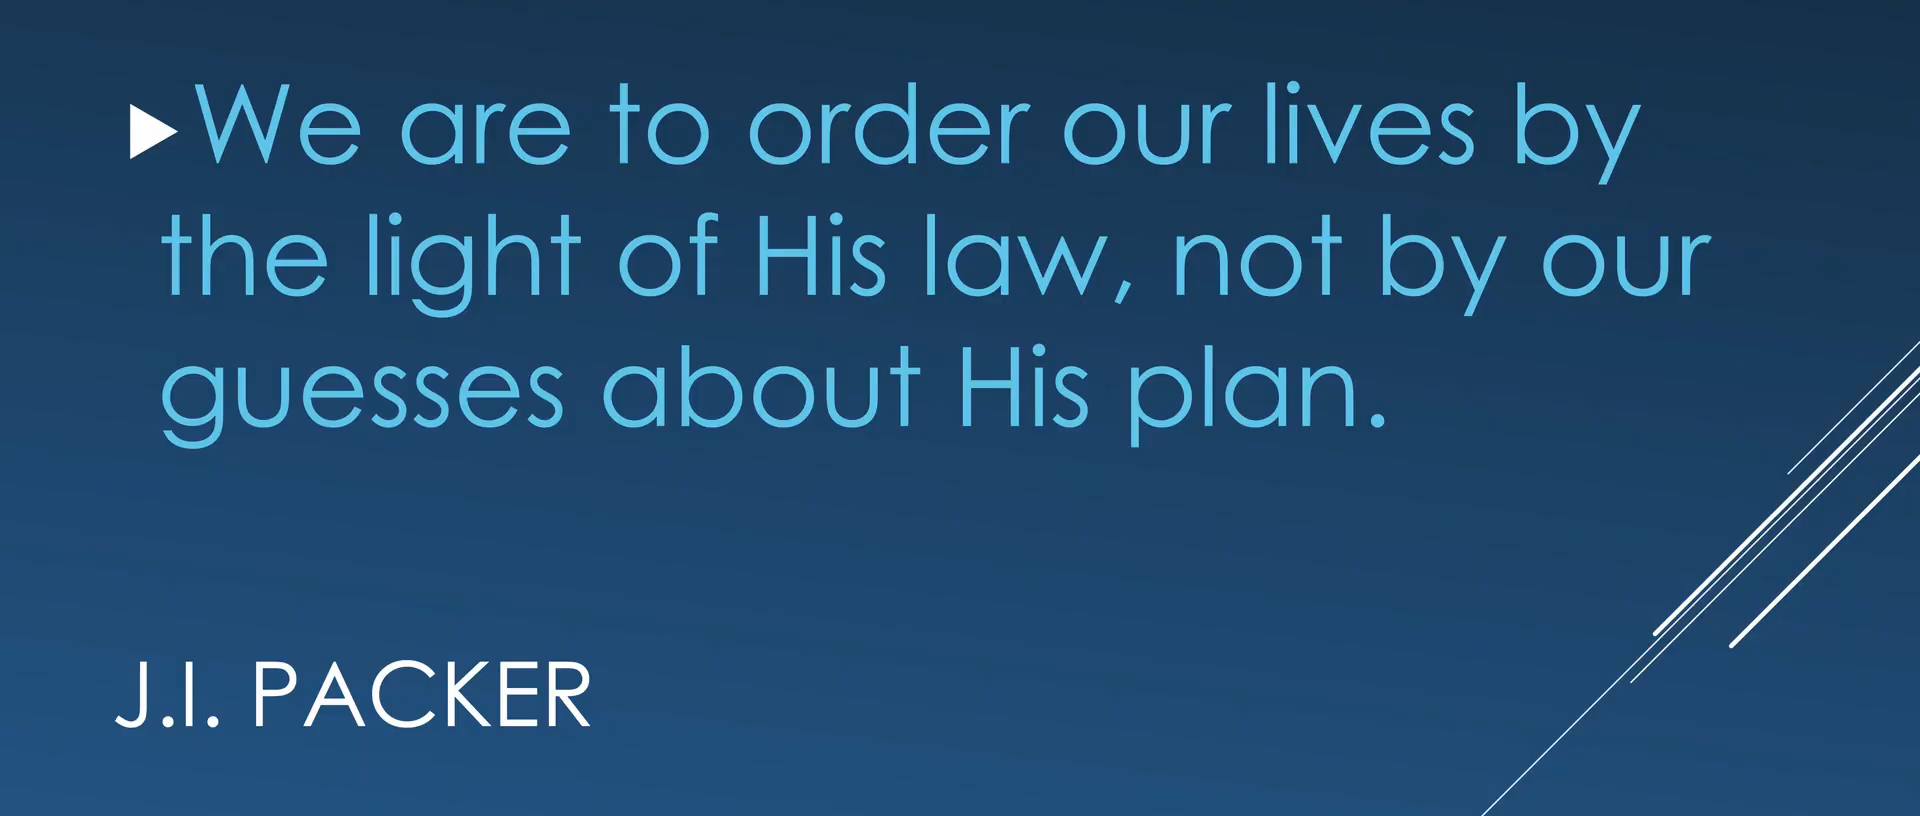 We are to order our lives by
the light of His law, not by our
guesses about His plan.
J.I. PACKER